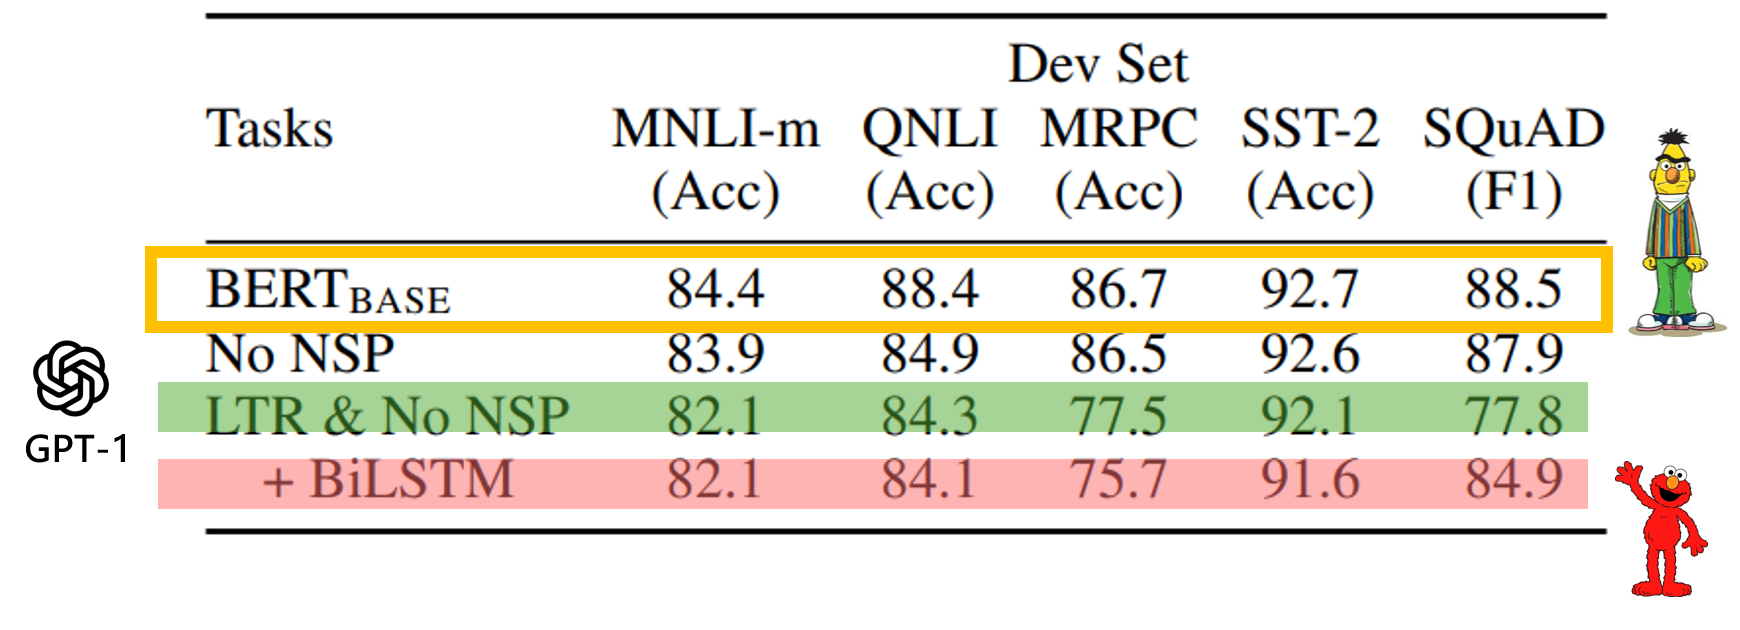 Dev Set
Tasks MNLI-m QNLI MRPC SST-2 SQuAD
(Acc) (Acc) (Acc) (Acc) (F1)
BERTBASE 84.4 88.4 86.7 92.7 88.5
No NSP 83.9 84.9 86.5 92.6 87.9
LTR & No NSP 82.1 84.3 77.5 92.1 77.8
+ BiLSTM 82.1 84.1 75.7 91.6 84.9
GPT-1